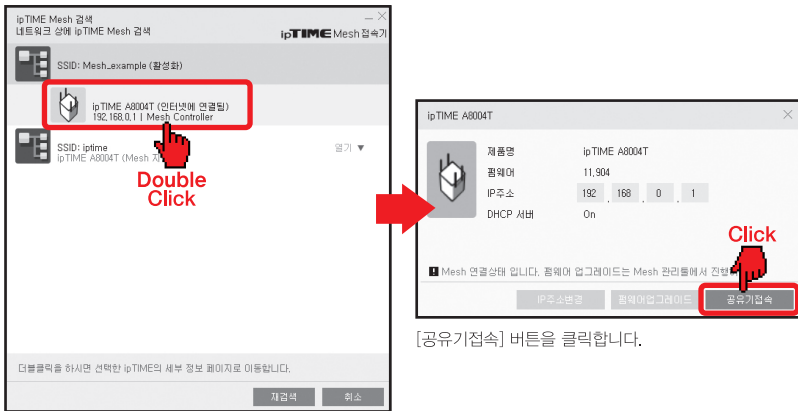 ipTIME Mesh 검색
네트워크 상에 ipTIME Mesh 검색
ipTIME Mesh 접속기
SSID: Mesh_example (활성화)
ipTIME A8004T (인터넷에 연결됨)
192,168,0,1 | Mesh Controller
SSID: iptime
ipTIME A8004T (Mesh
열기 ▼
Double
Click
더블클릭을 하시면 선택한 ipTIME의 세부 정보 페이지로 이동합니다.
재검색
취소
ipTIME A8004T
제품명 ipTIME A8004T
펌웨어 11,904
IP주소 192 . 168 . 0 . 1
DHCP 서버 On
Click
Mesh 연결상태 입니다. 펌웨어 업그레이드는 Mesh 관리툴에서
IP주소변경
펌웨어업그레이드
공유기접속
[공유기접속] 버튼을 클릭합니다.